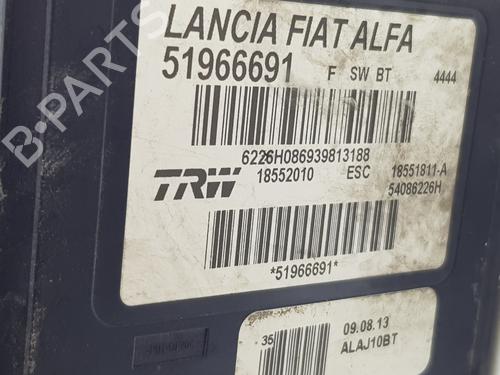 LANCIA FIAT ALFA
51966691 F SW BT 4444
6226H086939813188
TRW 18552010 ESC 18551811-A
54086226H
*51966691*
35
09.08.13
ALAJ10BT
B-PARTS